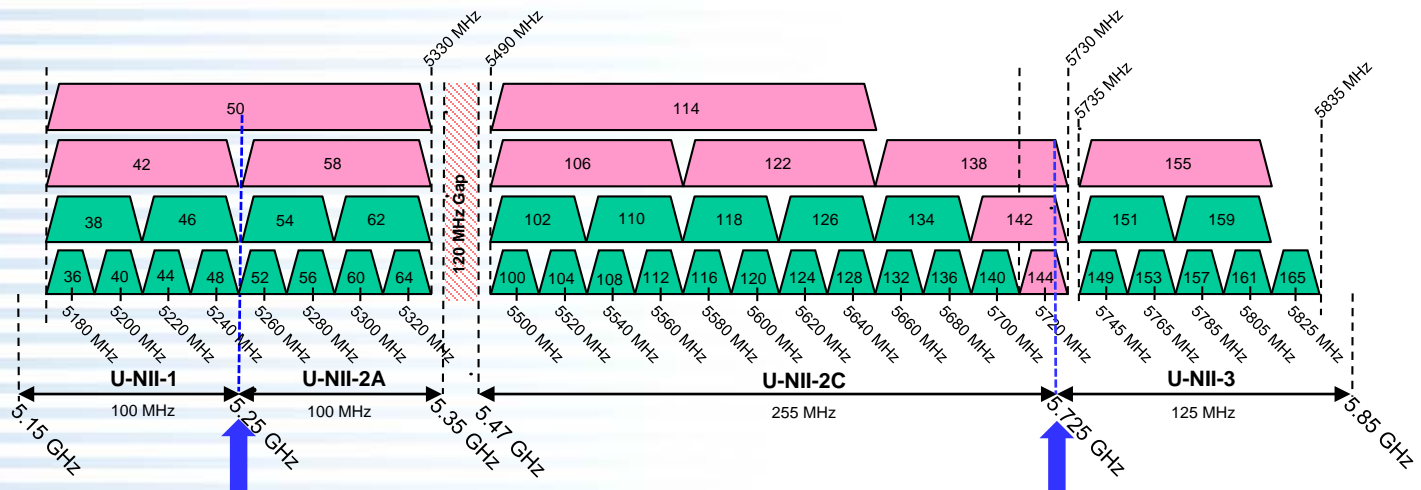 5330 MHz
5490 MHz
5730 MHz
5735 MHz
5835 MHz
50
114
42
58
106
122
138
155
38
46
54
62
102
110
118
126
134
142
151
159
120 MHz Gap
36
40
44
48
52
56
60
64
100
104
108
112
116
120
124
128
132
136
140
144
149
153
157
161
165
5180 MHz
5200 MHz
5220 MHz
5240 MHz
5260 MHz
5280 MHz
5300 MHz
5320 MHz
5500 MHz
5520 MHz
5540 MHz
5560 MHz
5580 MHz
5600 MHz
5620 MHz
5640 MHz
5660 MHz
5680 MHz
5700 MHz
5720 MHz
5745 MHz
5765 MHz
5785 MHz
5805 MHz
5825 MHz
U-NII-1
U-NII-2A
U-NII-2C
U-NII-3
100 MHz
100 MHz
255 MHz
125 MHz
5.15 GHz
5.25 GHz
5.35 GHz
5.47 GHz
5.725 GHz
5.85 GHz